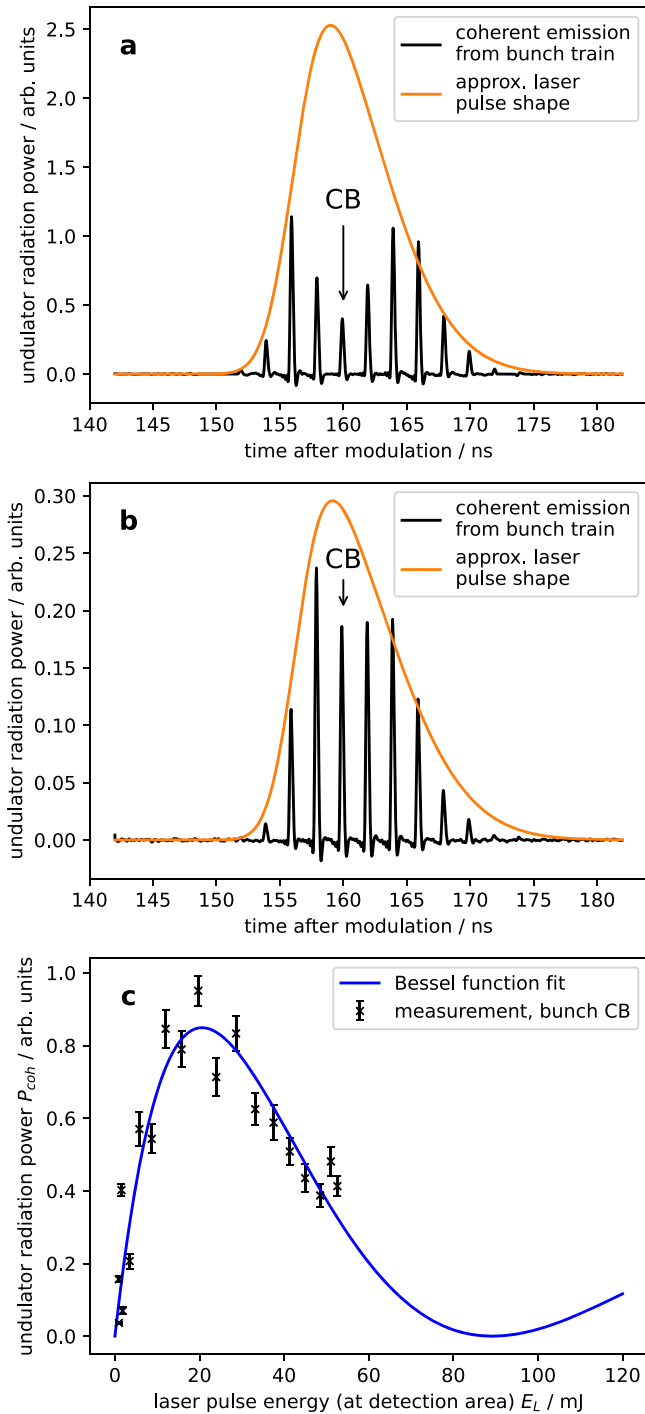 a
coherent emission
from bunch train
approx. laser
pulse shape
CB
undulator radiation power / arb. units
2.5
2.0
1.5
1.0
0.5
0.0
140 145 150 155 160 165 170 175 180
time after modulation / ns
b
coherent emission
from bunch train
approx. laser
pulse shape
CB
undulator radiation power / arb. units
0.30
0.25
0.20
0.15
0.10
0.05
0.00
140 145 150 155 160 165 170 175 180
time after modulation / ns
c
Bessel function fit
measurement, bunch CB
undulator radiation power P_coh / arb. units
1.0
0.8
0.6
0.4
0.2
0.0
0 20 40 60 80 100 120
laser pulse energy (at detection area) E_L / mJ